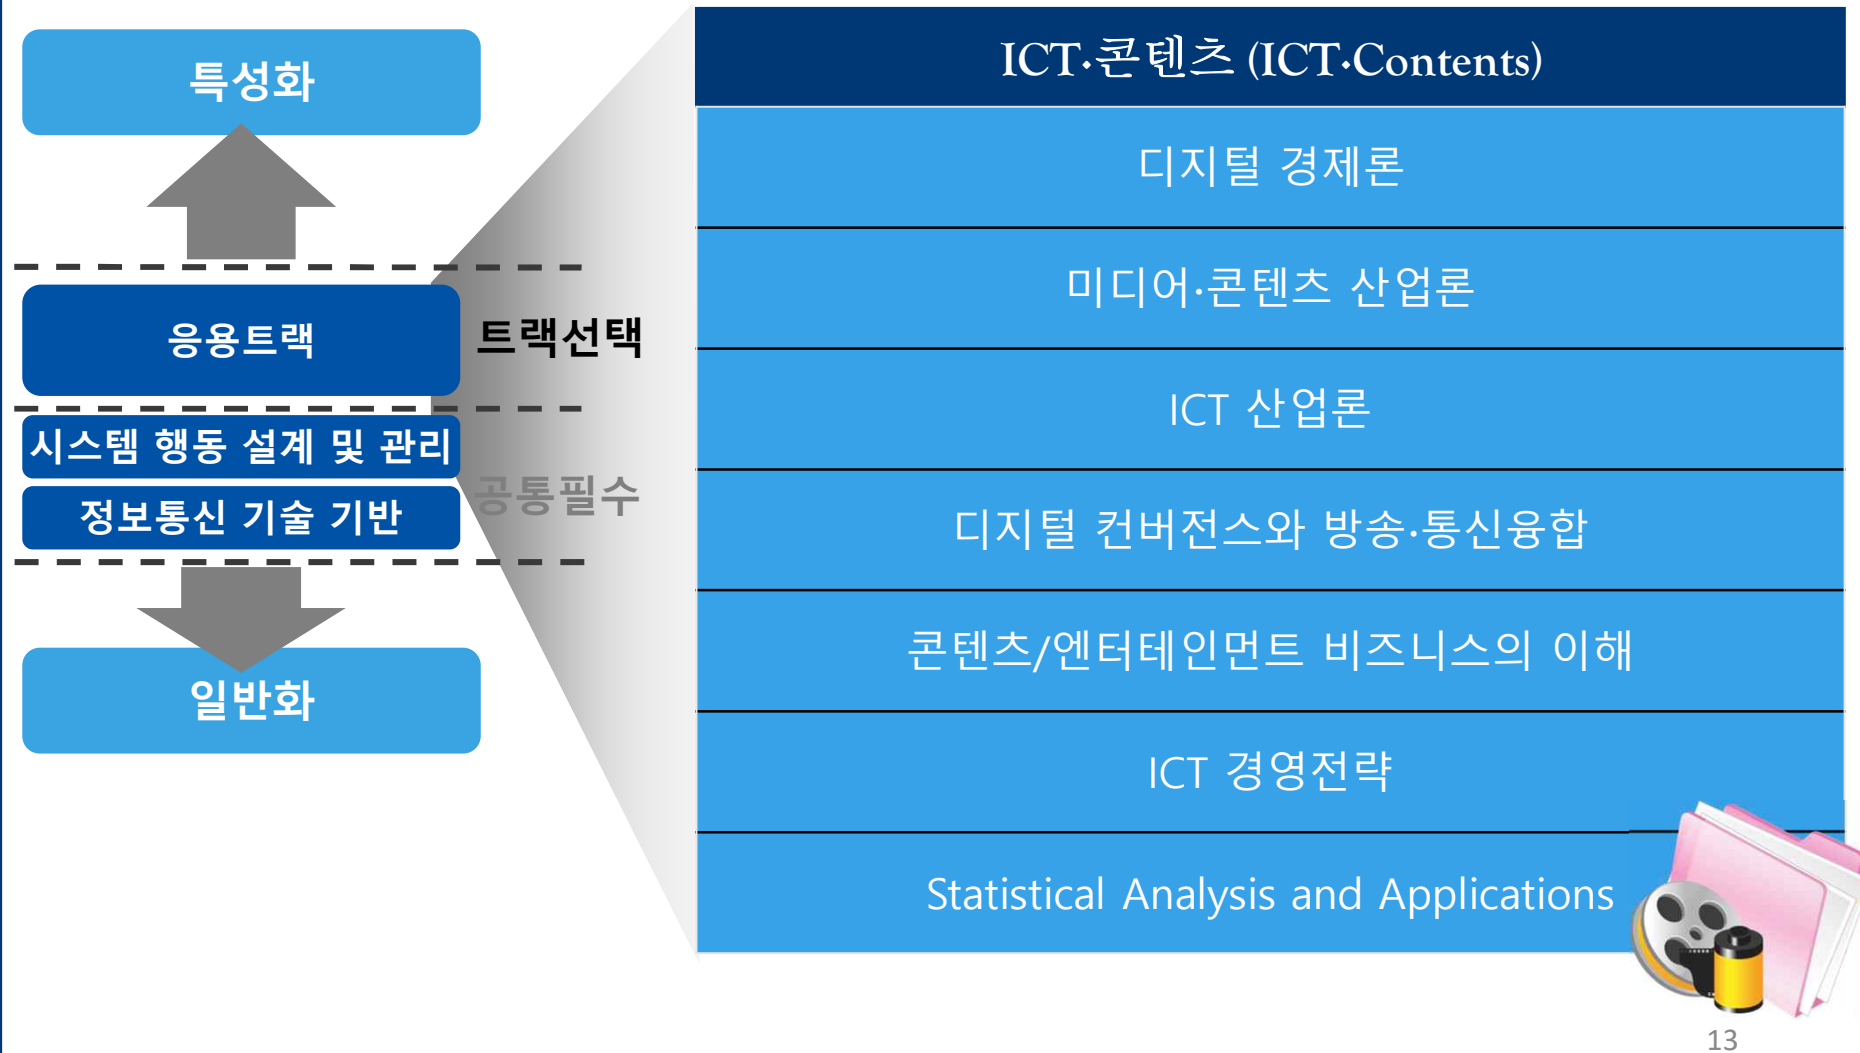 특성화
응용트랙
트랙선택
시스템 행동 설계 및 관리
정보통신 기술 기반
공통필수
일반화
ICT·콘텐츠 (ICT·Contents)
디지털 경제론
미디어·콘텐츠 산업론
ICT 산업론
디지털 컨버전스와 방송·통신융합
콘텐츠/엔터테인먼트 비즈니스의 이해
ICT 경영전략
Statistical Analysis and Applications
13